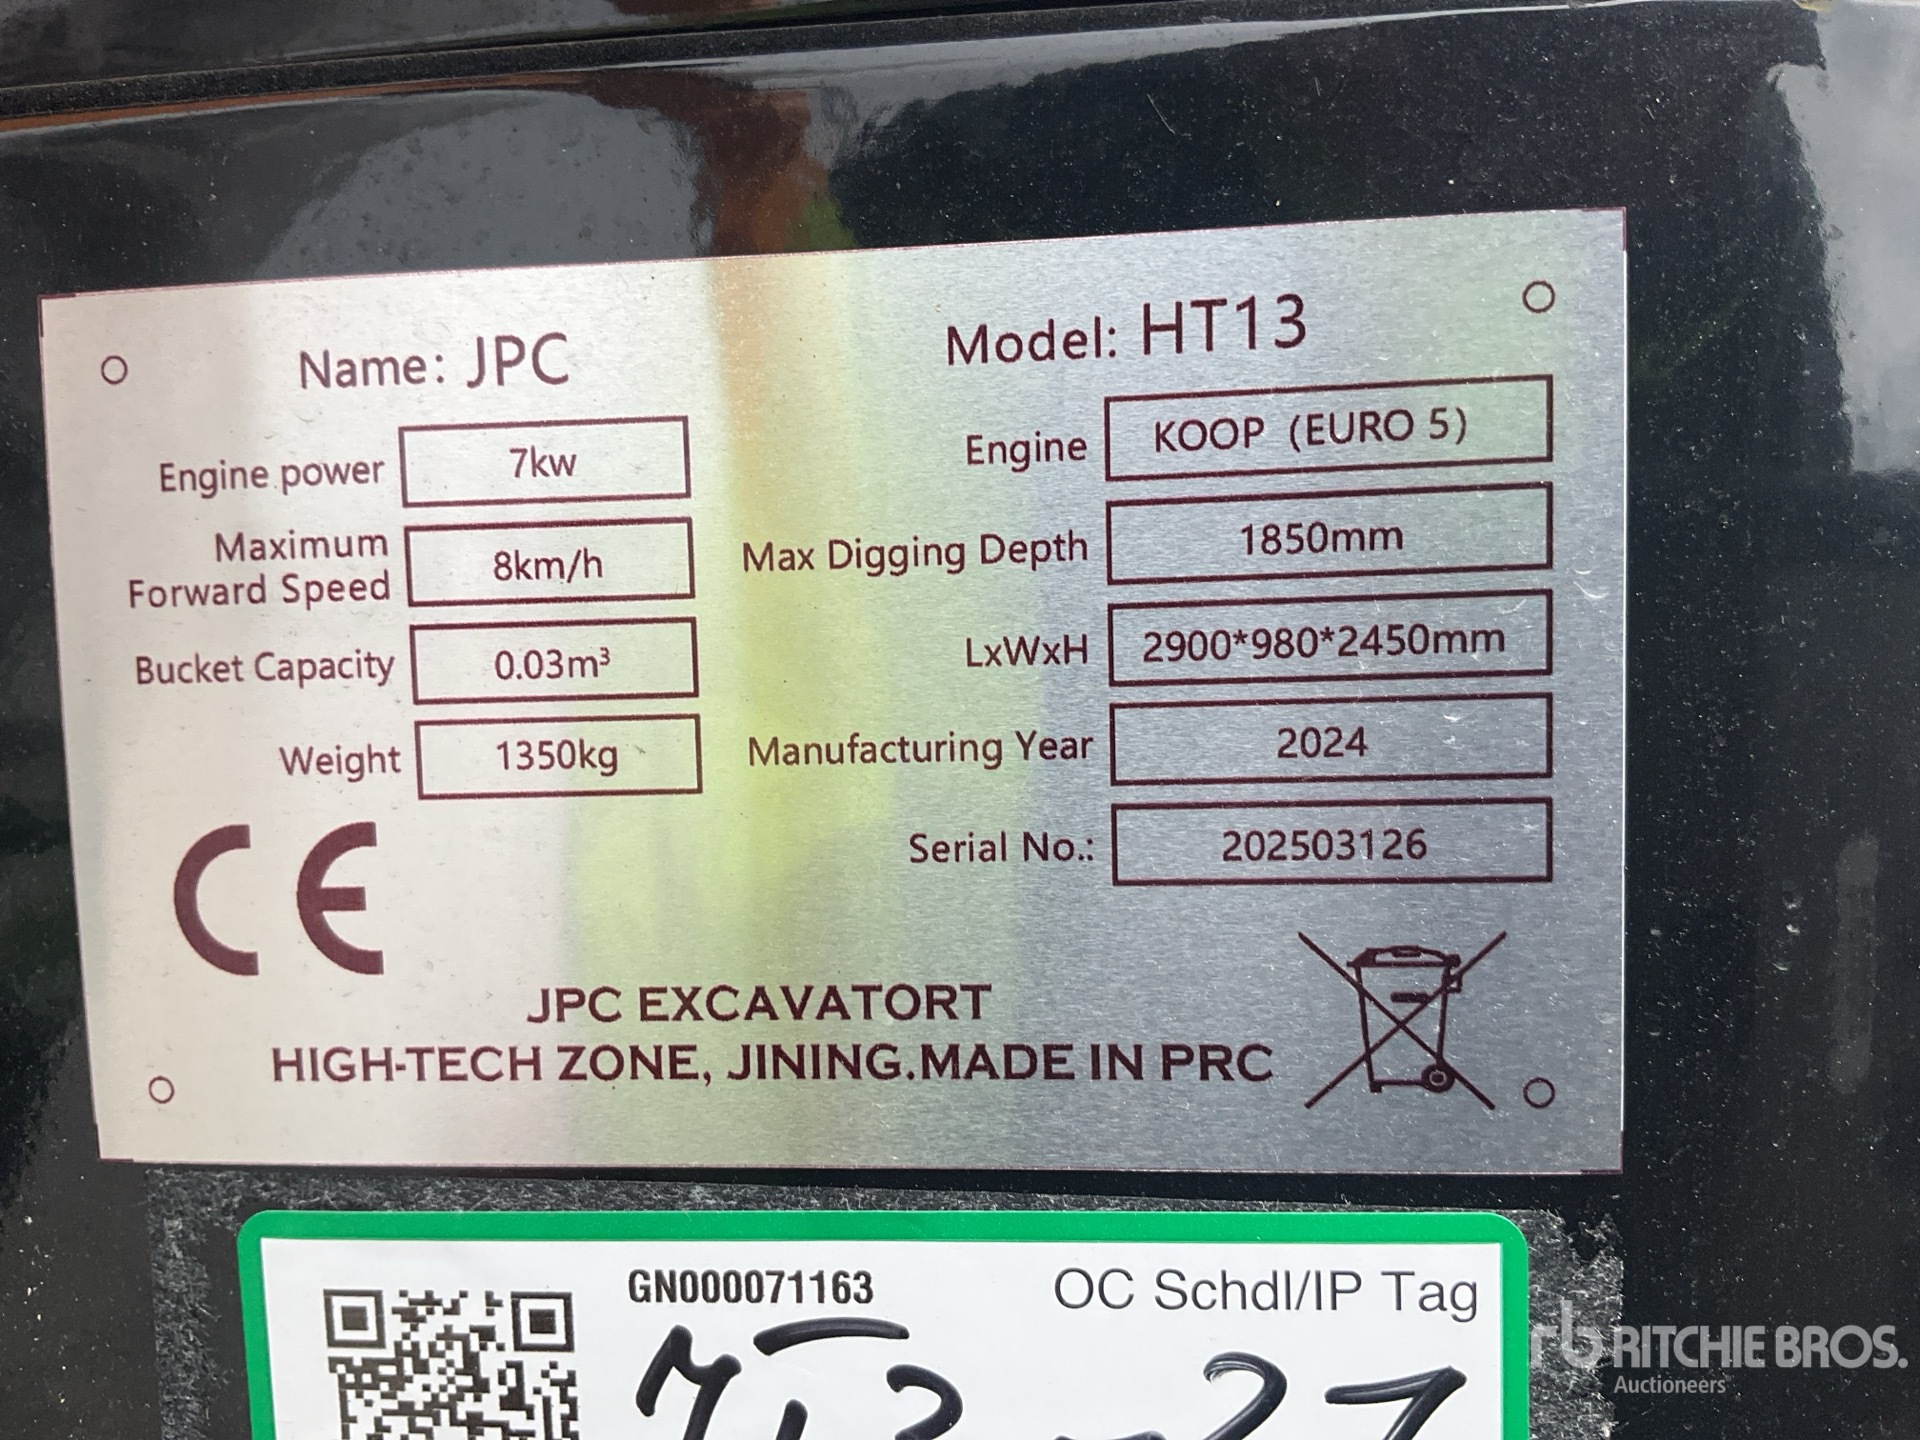 Name: JPC
Model: HT13
Engine power 7kw
Engine KOOP (EURO 5)
Maximum
Forward Speed 8km/h
Max Digging Depth 1850mm
Bucket Capacity 0.03m³
LxWxH 2900*980*2450mm
Weight 1350kg
Manufacturing Year 2024
Serial No.: 202503126
CE
JPC EXCAVATORT
HIGH-TECH ZONE, JINING.MADE IN PRC
GN000071163
OC Schdl/IP Tag
rb RITCHIE BROS.
Auctioneers